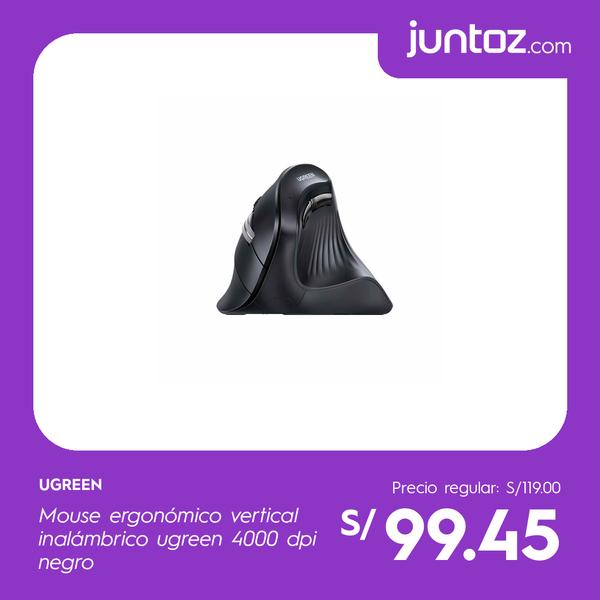 juntoz.com
UGREEN
UGREEN
Mouse ergonómico vertical
inalámbrico ugreen 4000 dpi
negro
Precio regular: S/119.00
S/99.45